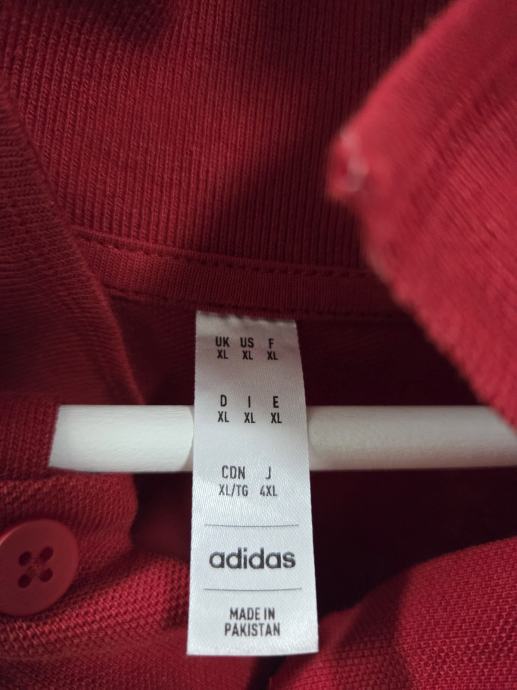 UK US F
XL XL XL
D I E
XL XL XL
CDN J
XL/TG 4XL
adidas
MADE IN
PAKISTAN